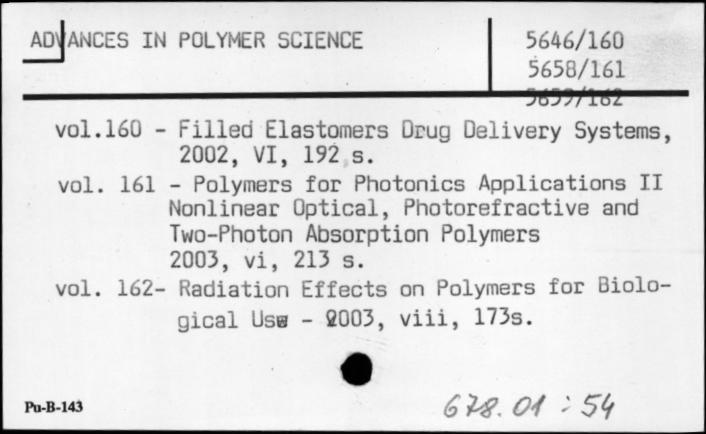 ADVANCES IN POLYMER SCIENCE
5646/160
5658/161
5659/162
vol.160 - Filled Elastomers Drug Delivery Systems,
2002, VI, 192 s.
vol. 161 - Polymers for Photonics Applications II
Nonlinear Optical, Photorefractive and
Two-Photon Absorption Polymers
2003, vi, 213 s.
vol. 162- Radiation Effects on Polymers for Biolo-
gical Use - 2003, viii, 173s.
Pu-B-143
678.01 : 54